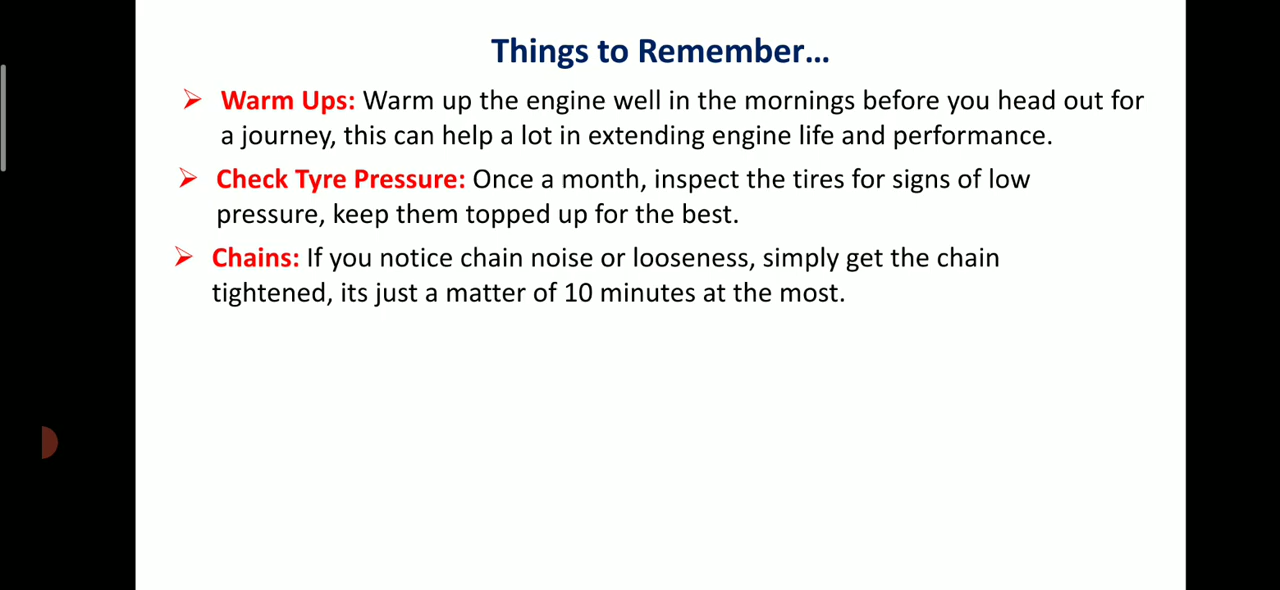 Things to Remember...
➢ Warm Ups: Warm up the engine well in the mornings before you head out for
a journey, this can help a lot in extending engine life and performance.
➢ Check Tyre Pressure: Once a month, inspect the tires for signs of low
pressure, keep them topped up for the best.
➢ Chains: If you notice chain noise or looseness, simply get the chain
tightened, its just a matter of 10 minutes at the most.